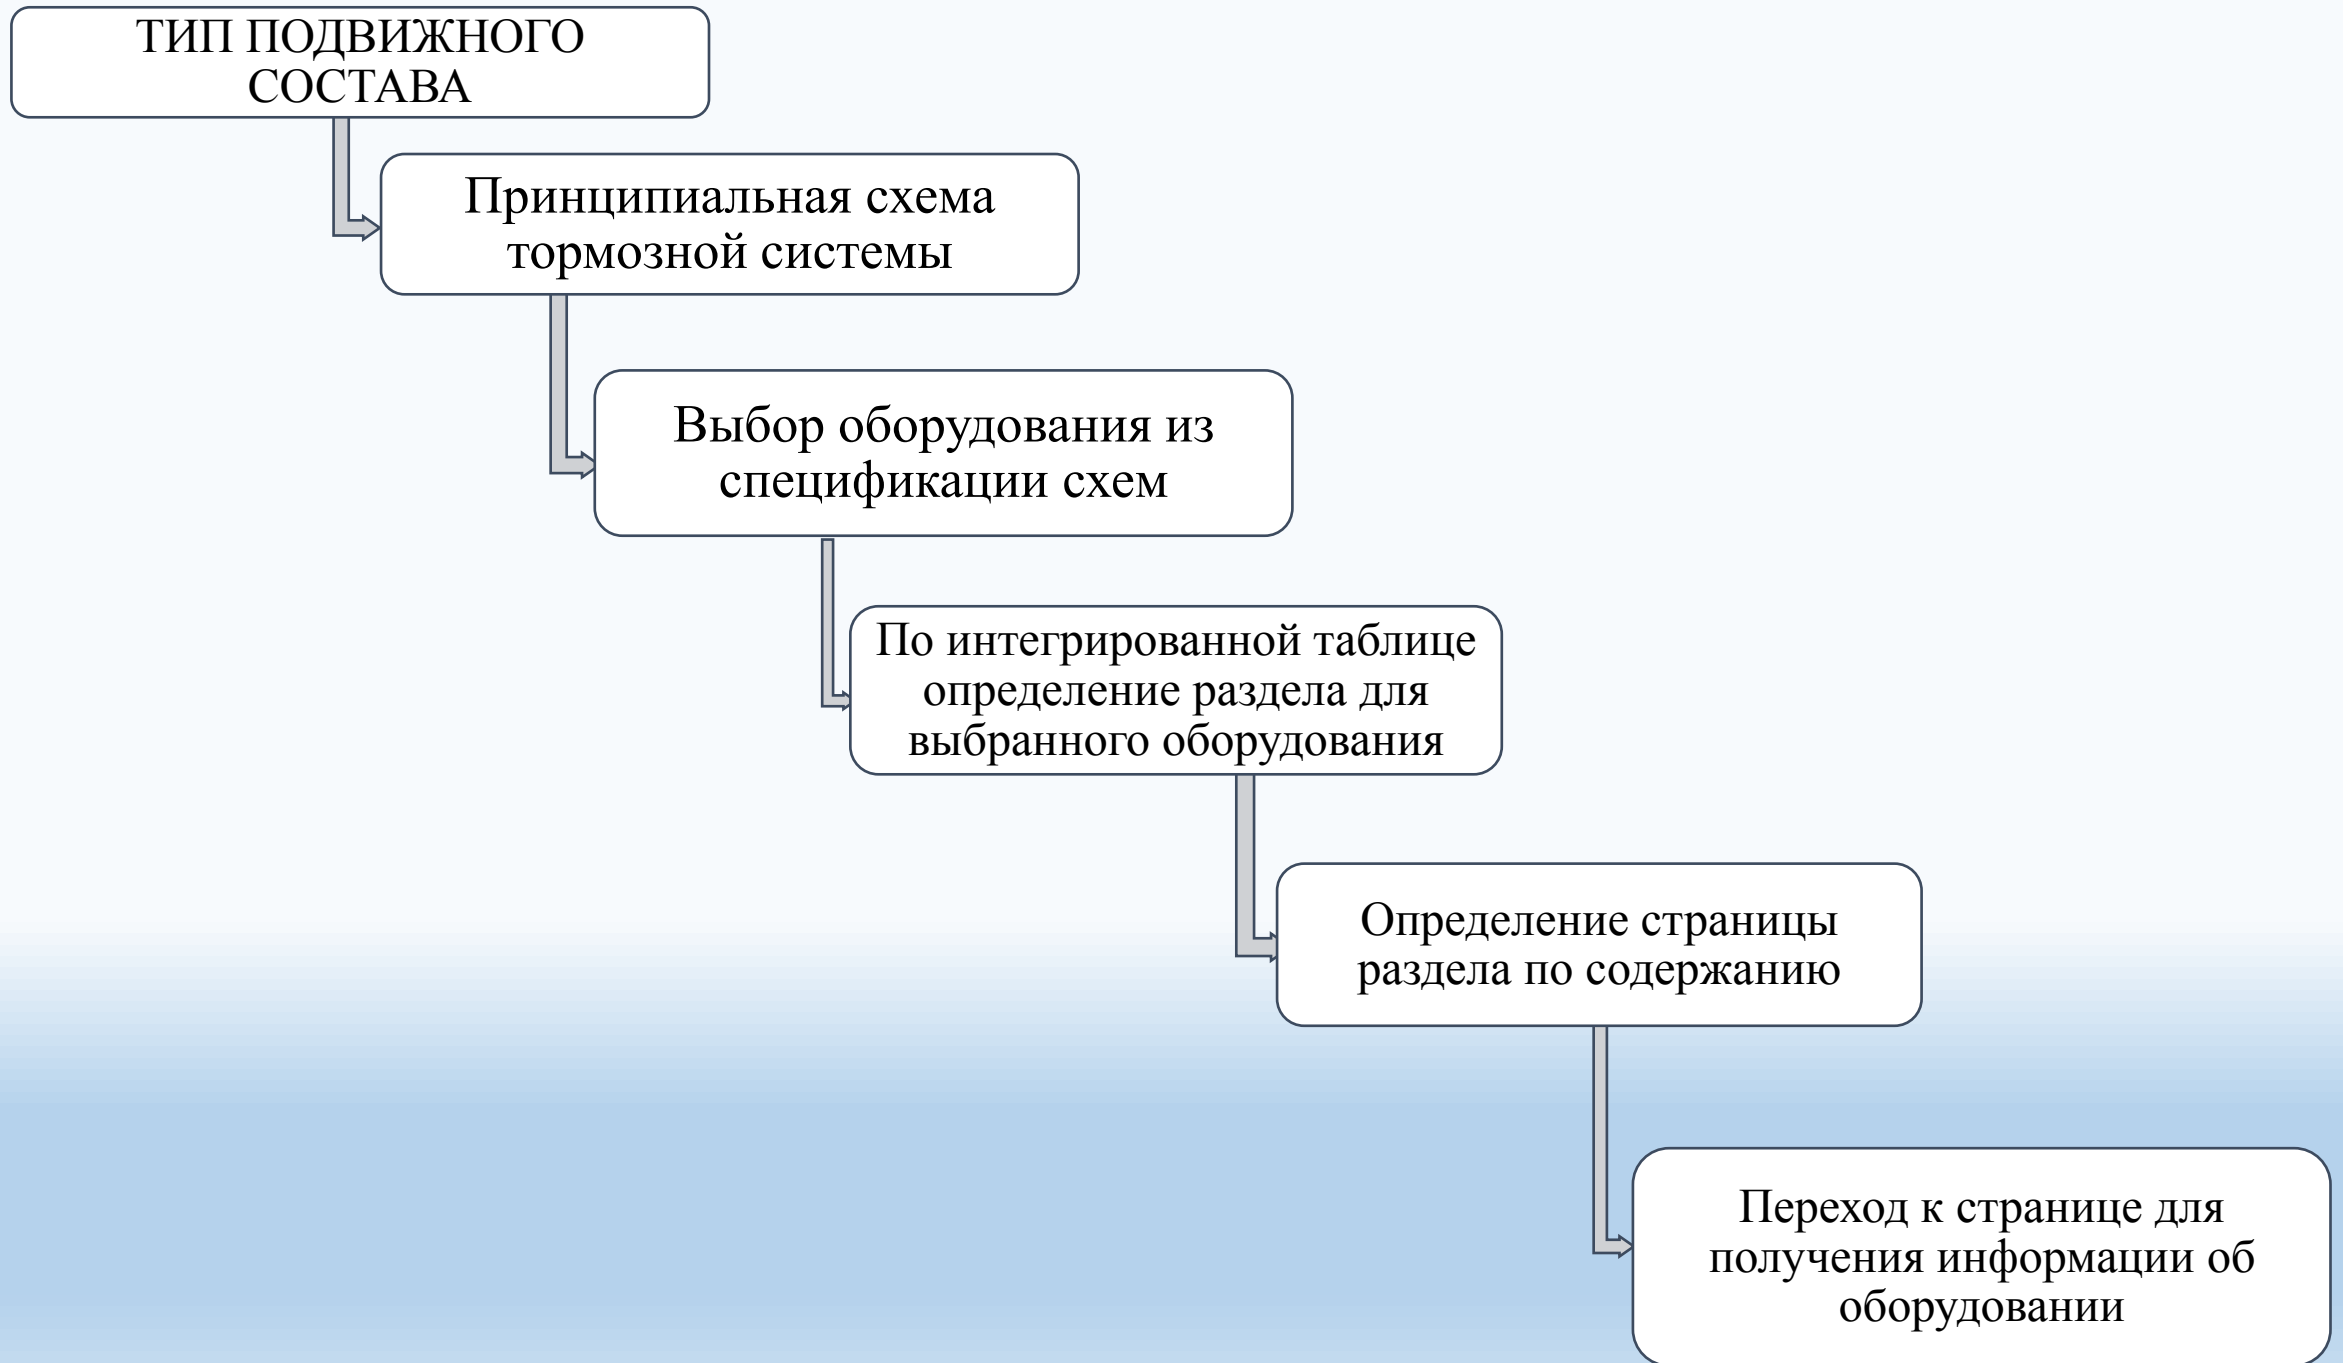 ТИП ПОДВИЖНОГО
СОСТАВА
Принципиальная схема
тормозной системы
Выбор оборудования из
спецификации схем
По интегрированной таблице
определение раздела для
выбранного оборудования
Определение страницы
раздела по содержанию
Переход к странице для
получения информации об
оборудовании